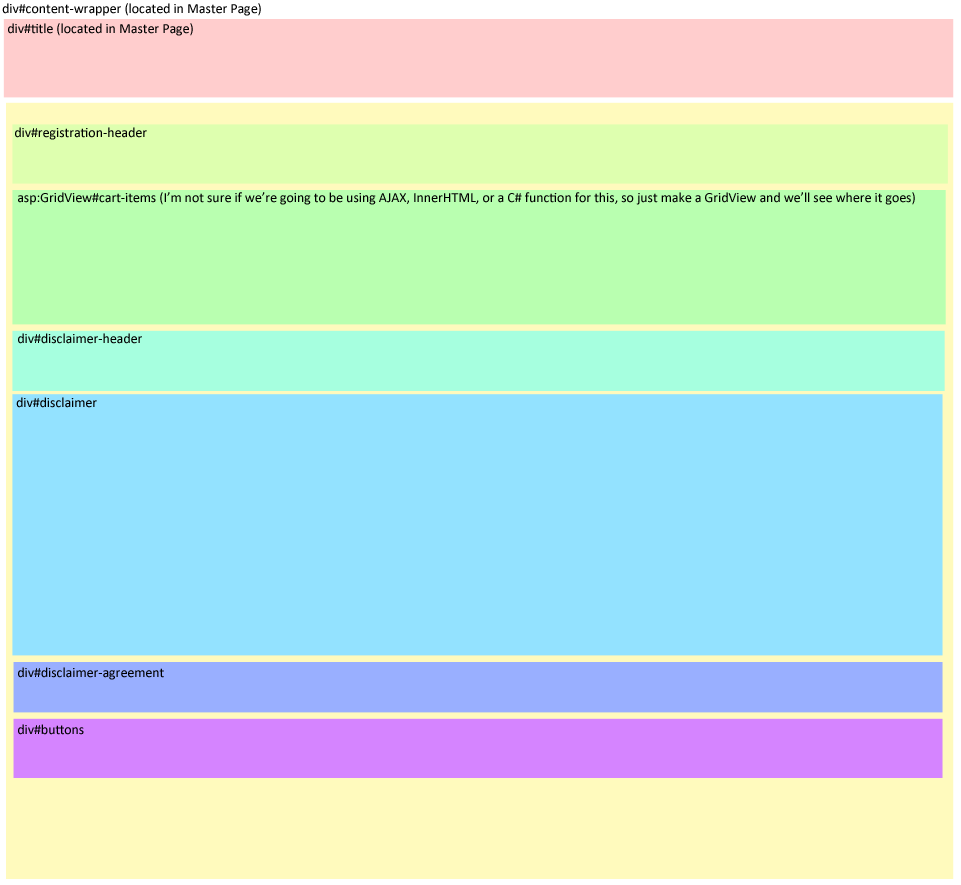 div#content-wrapper (located in Master Page)
div#title (located in Master Page)
div#registration-header
asp:GridView#cart-items (I’m not sure if we’re going to be using AJAX, InnerHTML, or a C# function for this, so just make a GridView and we’ll see where it goes)
div#disclaimer-header
div#disclaimer
div#disclaimer-agreement
div#buttons